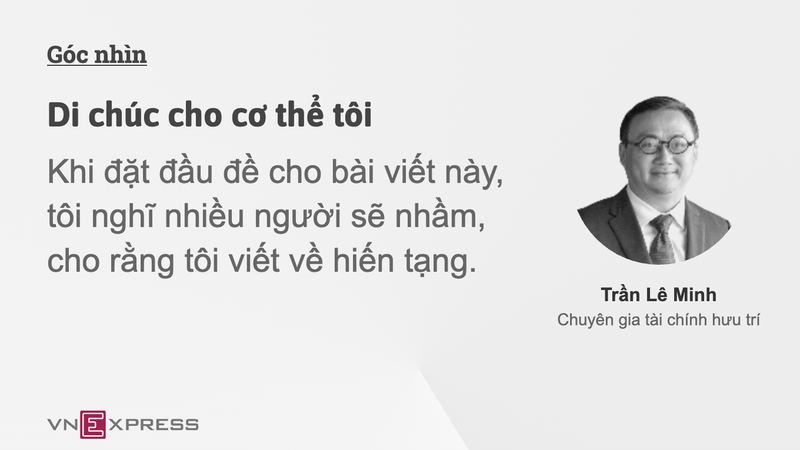 Góc nhìn
Di chúc cho cơ thể tôi
Khi đặt đầu đề cho bài viết này,
tôi nghĩ nhiều người sẽ nhầm,
cho rằng tôi viết về hiến tạng.
Trần Lê Minh
Chuyên gia tài chính hưu trí
VNEXPRESS